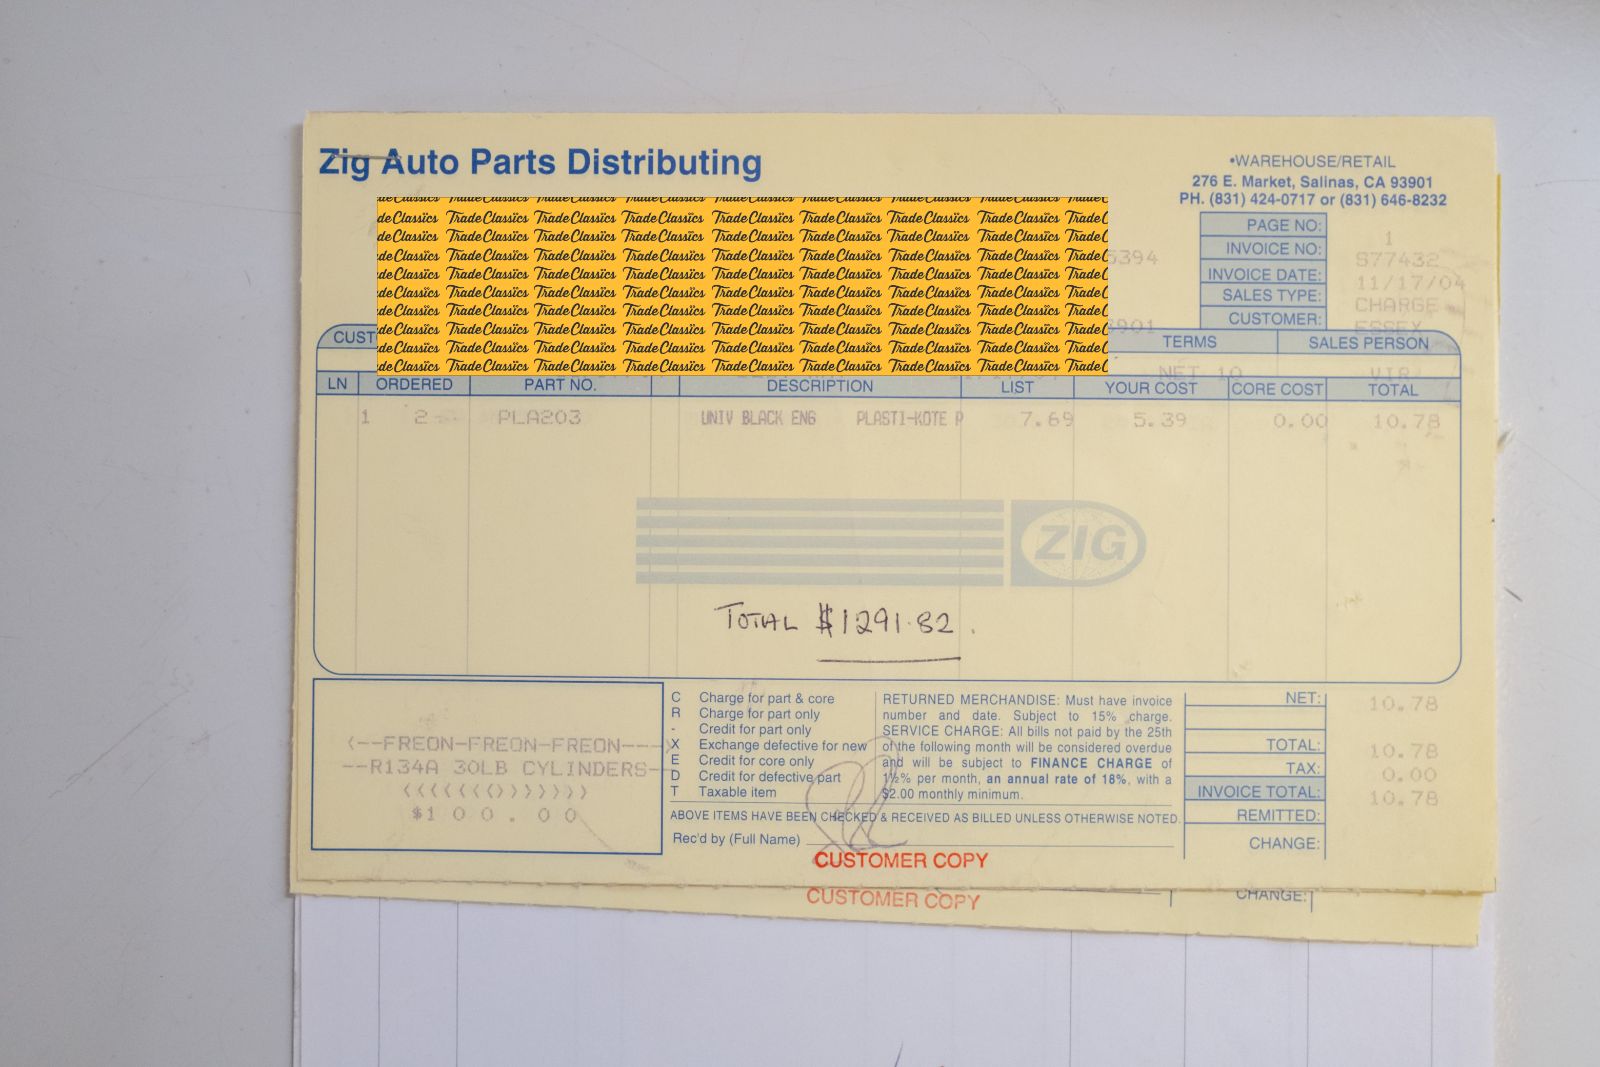 Zig Auto Parts Distributing
•WAREHOUSE/RETAIL
276 E. Market, Salinas, CA 93901
PH. (831) 424-0717 or (831) 646-8232
Trade Classics
PAGE NO: 1
INVOICE NO: S77432
INVOICE DATE: 11/17/04
SALES TYPE: CHARGE
CUSTOMER: ESSEX
TERMS SALES PERSON
NET 10 VIR
LN ORDERED PART NO. DESCRIPTION LIST YOUR COST CORE COST TOTAL
1 2 PLA203 UNIV BLACK ENG PLASTI-KOTE P 7.69 5.39 0.00 10.78
ZIG
TOTAL $1291.82.
<--FREON-FREON-FREON--->
--R134A 30LB CYLINDERS-
<<<<<<<>>>>>>>
$100.00
C Charge for part & core
R Charge for part only
- Credit for part only
X Exchange defective for new
E Credit for core only
D Credit for defective part
T Taxable item
RETURNED MERCHANDISE: Must have invoice
number and date. Subject to 15% charge.
SERVICE CHARGE: All bills not paid by the 25th
of the following month will be considered overdue
and will be subject to FINANCE CHARGE of
1½% per month, an annual rate of 18%, with a
$2.00 monthly minimum.
ABOVE ITEMS HAVE BEEN CHECKED & RECEIVED AS BILLED UNLESS OTHERWISE NOTED.
Rec'd by (Full Name)
NET: 10.78
TOTAL: 10.78
TAX: 0.00
INVOICE TOTAL: 10.78
REMITTED:
CHANGE:
CUSTOMER COPY
CUSTOMER COPY
CHANGE: